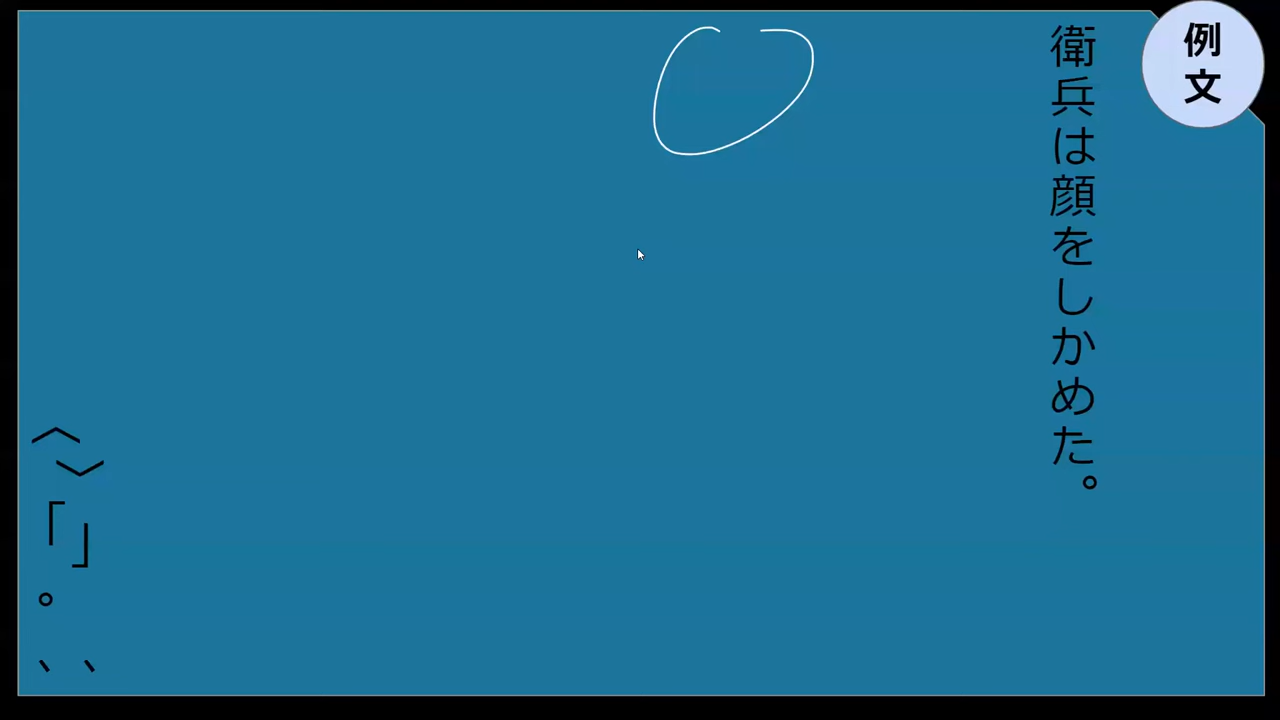 例文
衛兵は顔をしかめた。
〈〉
「」
。
、、